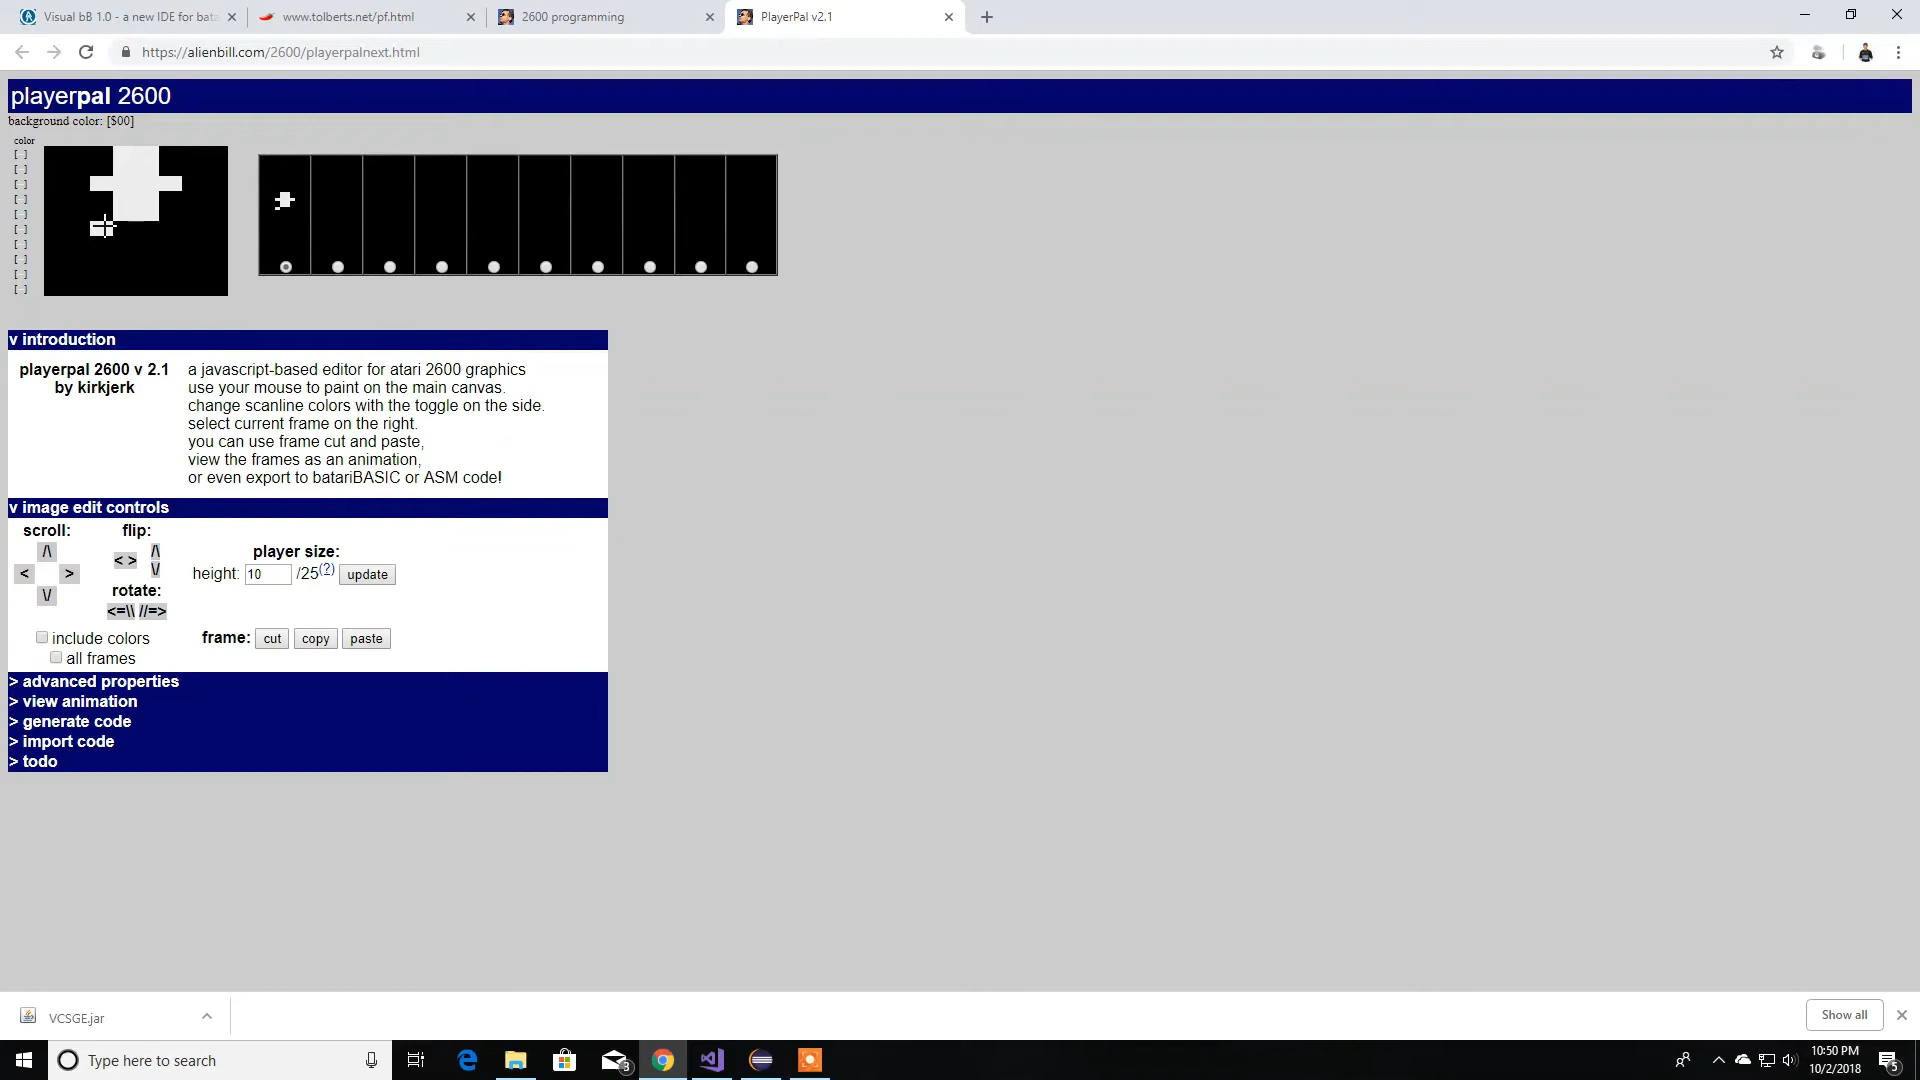 Visual bB 1.0 - a new IDE for bata
www.tolberts.net/pf.html
2600 programming
PlayerPal v2.1
https://alienbill.com/2600/playerpalnext.html
playerpal 2600
background color: [$00]
color
v introduction
playerpal 2600 v 2.1
by kirkjerk
a javascript-based editor for atari 2600 graphics
use your mouse to paint on the main canvas.
change scanline colors with the toggle on the side.
select current frame on the right.
you can use frame cut and paste,
view the frames as an animation,
or even export to batariBASIC or ASM code!
v image edit controls
scroll:
flip:
/\
< >
/\
\/
<
>
\/
rotate:
<=\\ //=>
player size:
height: 10 /25(?) update
include colors
all frames
frame: cut copy paste
> advanced properties
> view animation
> generate code
> import code
> todo
VCSGE.jar
Show all
Type here to search
3
10:50 PM
10/2/2018
5